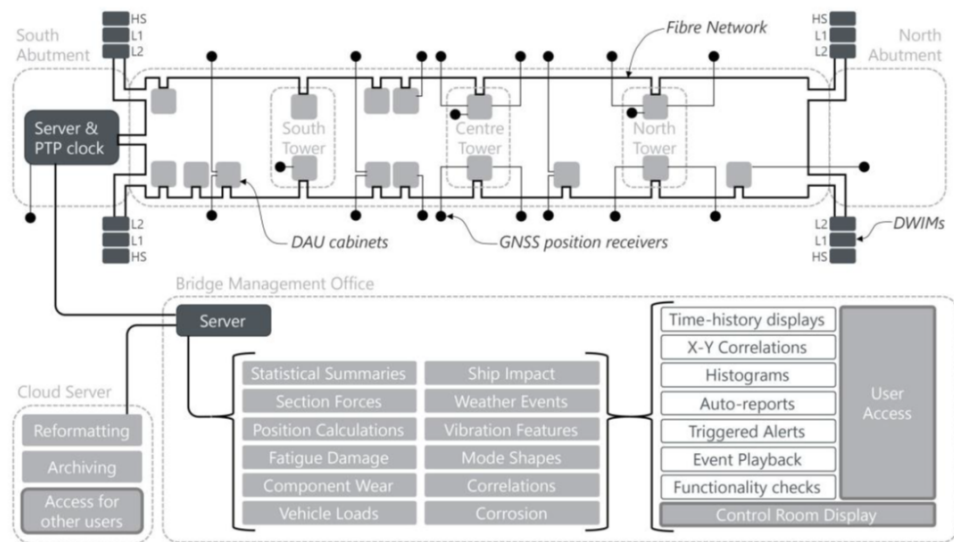 South
Abutment
HS
L1
L2
Fibre Network
HS
L1
L2
North
Abutment
Server &
PTP clock
South
Tower
Centre
Tower
North
Tower
L2
L1
HS
DAU cabinets
GNSS position receivers
L2
L1
HS
DWIMs
Bridge Management Office
Server
Cloud Server
Reformatting
Archiving
Access for
other users
Statistical Summaries
Section Forces
Position Calculations
Fatigue Damage
Component Wear
Vehicle Loads
Ship Impact
Weather Events
Vibration Features
Mode Shapes
Correlations
Corrosion
Time-history displays
X-Y Correlations
Histograms
Auto-reports
Triggered Alerts
Event Playback
Functionality checks
User
Access
Control Room Display